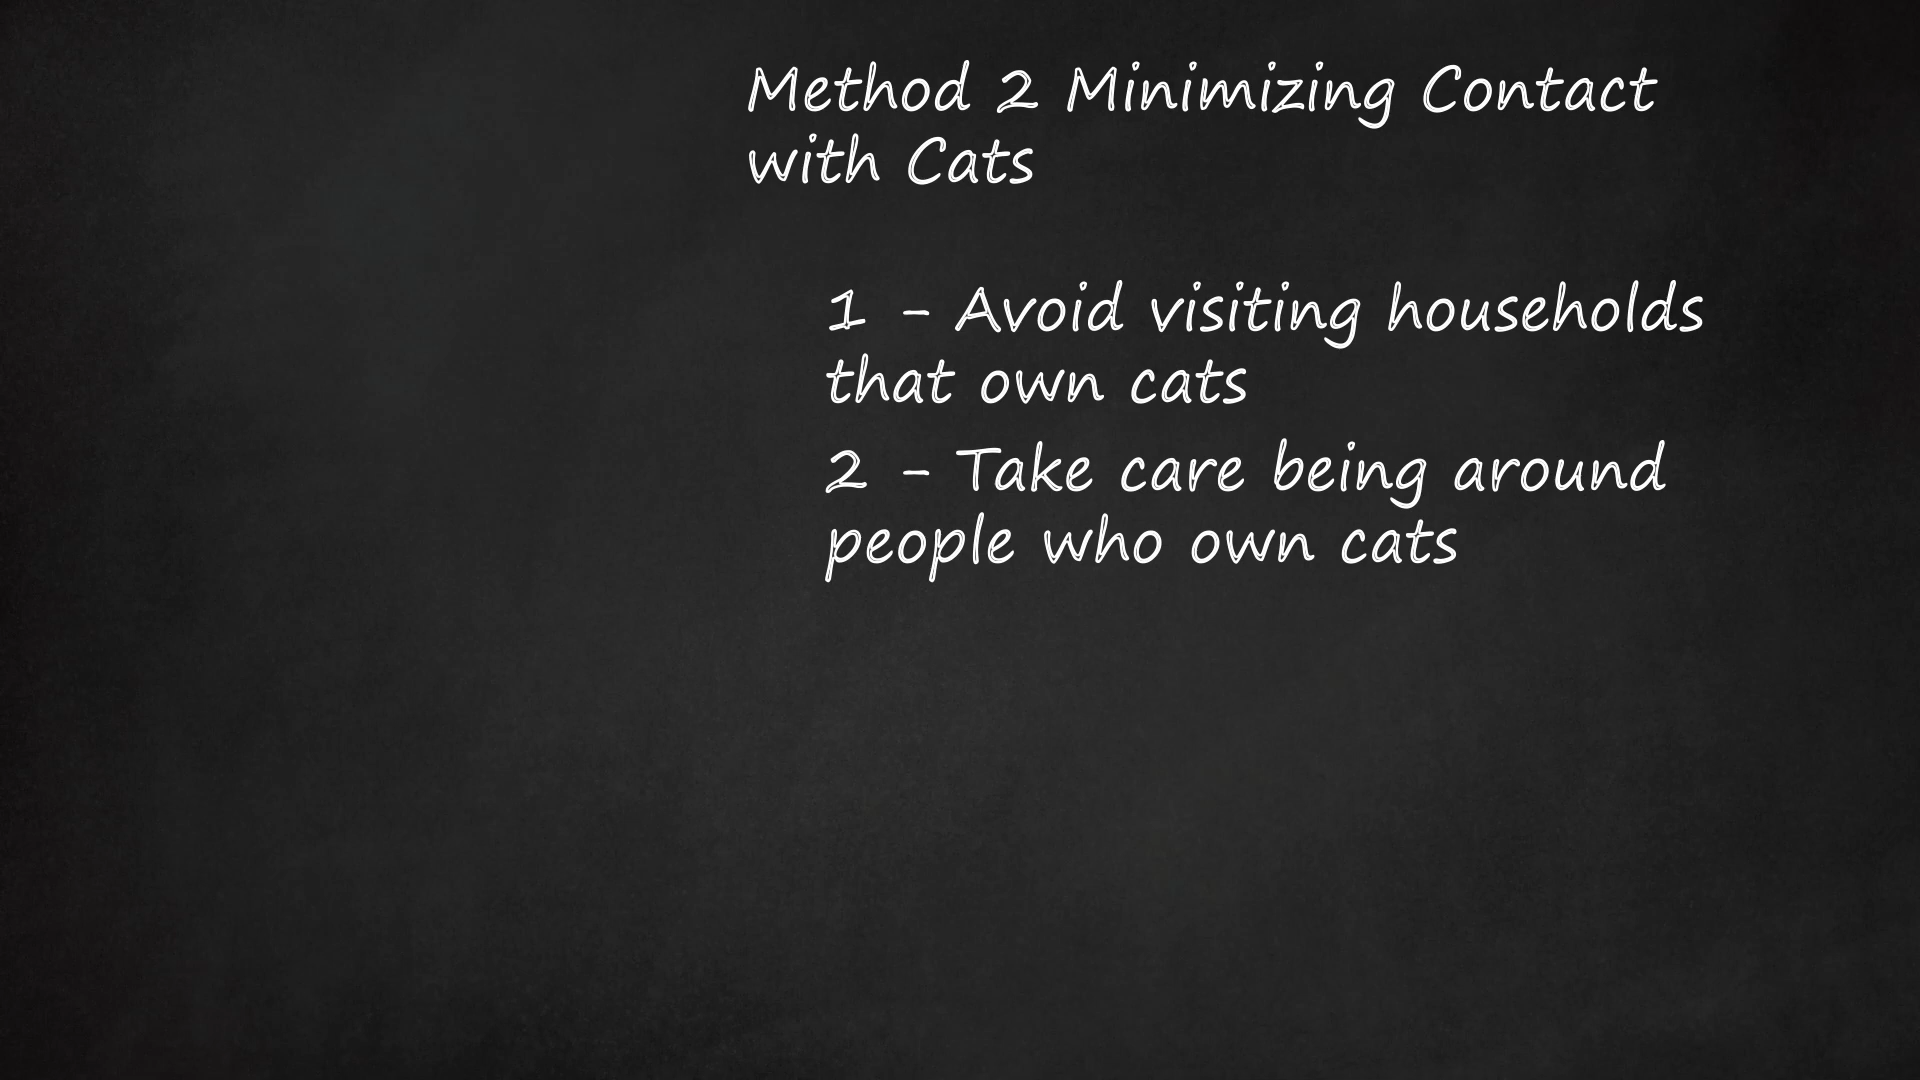 Method 2 Minimizing Contact
with Cats
1 - Avoid visiting households
that own cats
2 - Take care being around
people who own cats